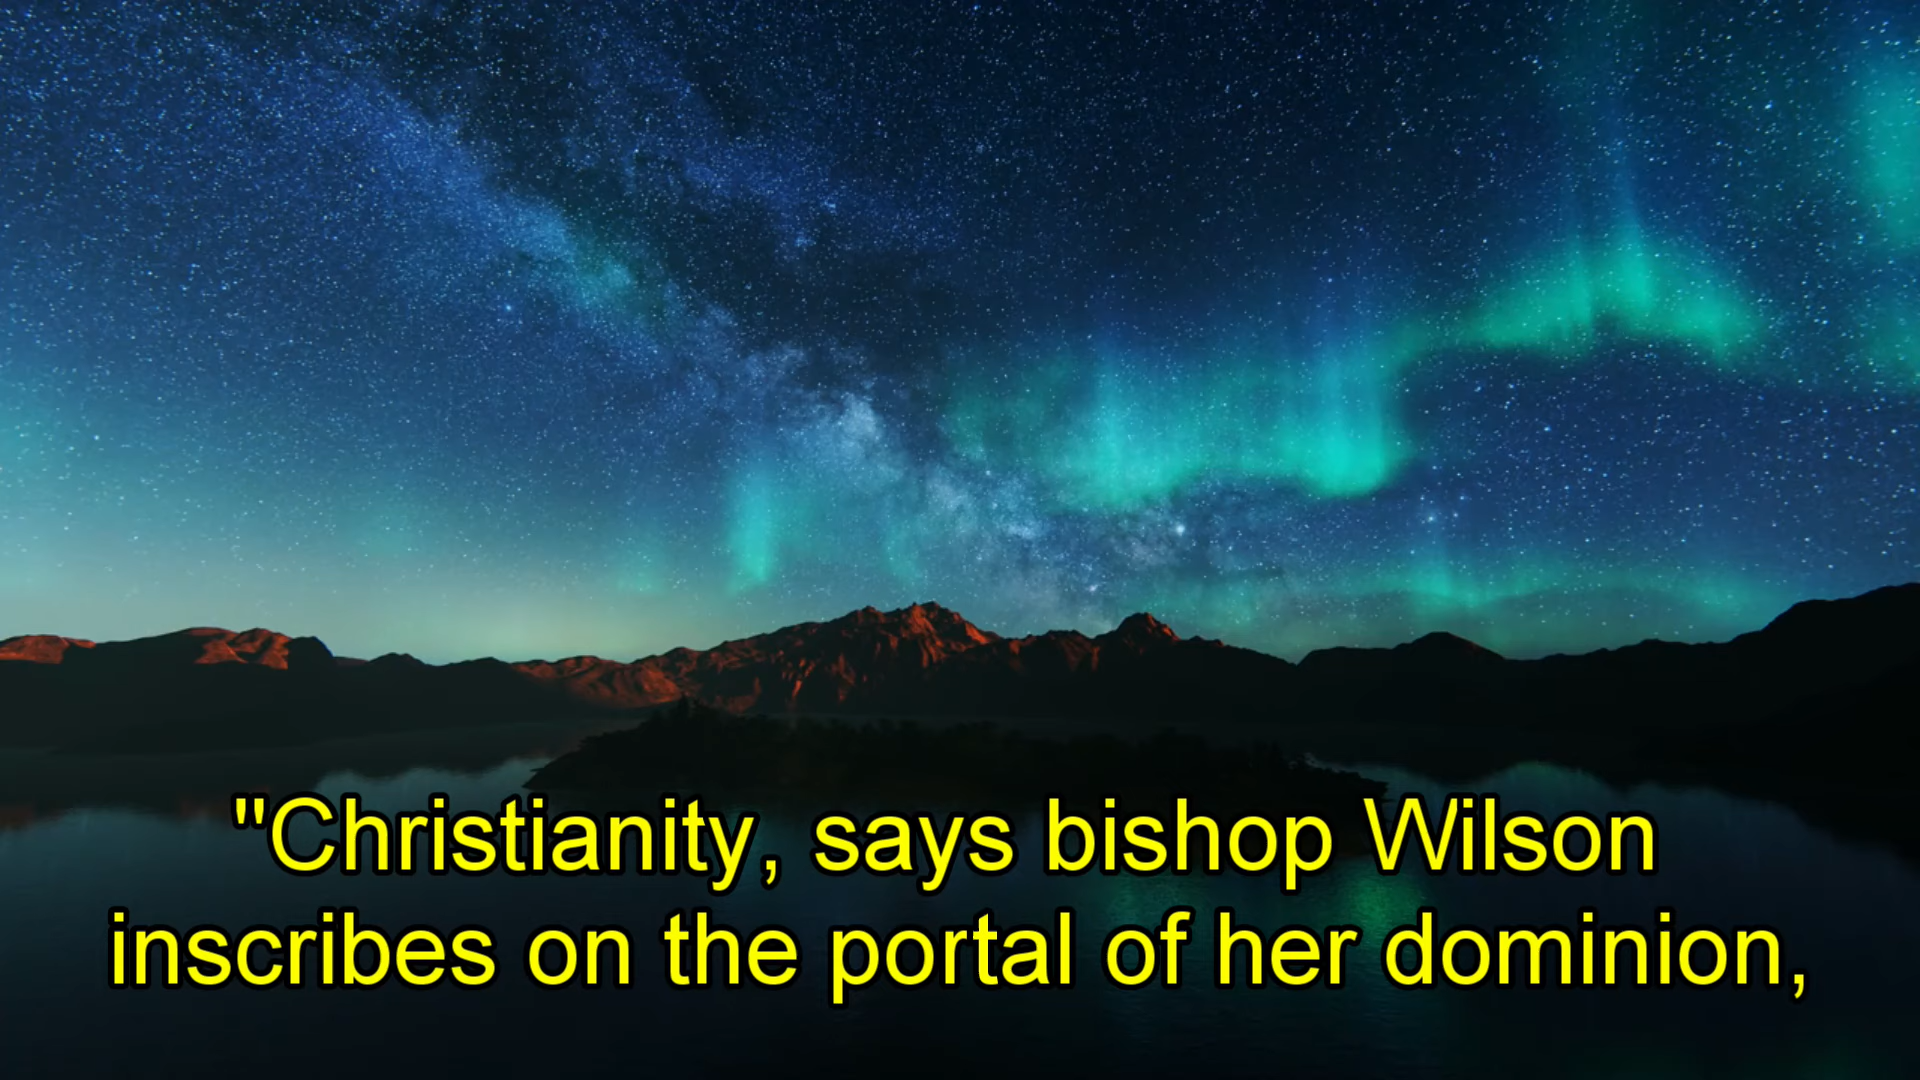 "Christianity, says bishop Wilson
inscribes on the portal of her dominion,